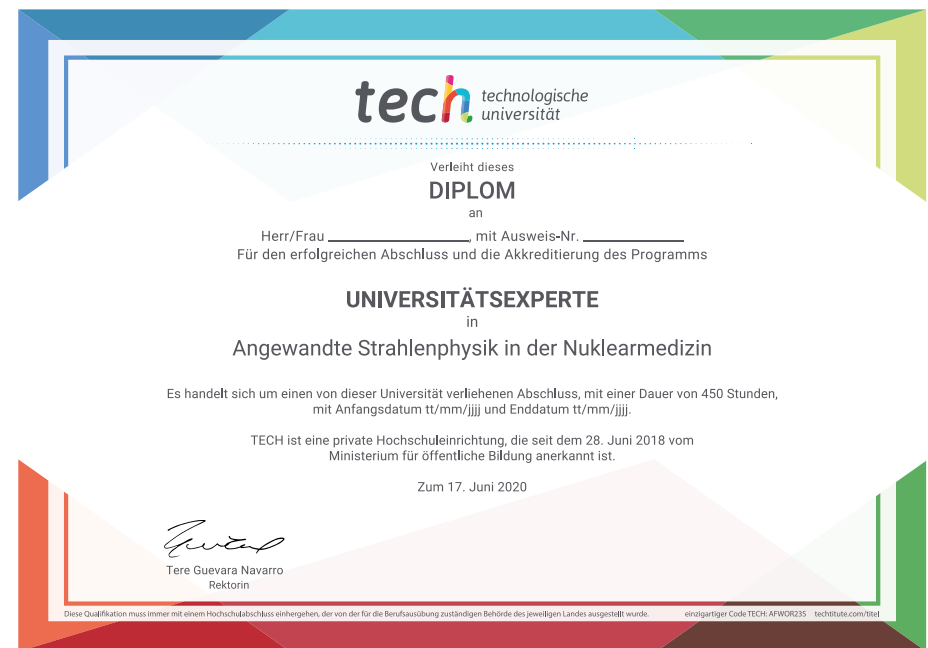 tech technologische
universität
Verleiht dieses
DIPLOM
an
Herr/Frau ____________________, mit Ausweis-Nr. ______________
Für den erfolgreichen Abschluss und die Akkreditierung des Programms
UNIVERSITÄTSEXPERTE
in
Angewandte Strahlenphysik in der Nuklearmedizin
Es handelt sich um einen von dieser Universität verliehenen Abschluss, mit einer Dauer von 450 Stunden,
mit Anfangsdatum tt/mm/jjjj und Enddatum tt/mm/jjjj.
TECH ist eine private Hochschuleinrichtung, die seit dem 28. Juni 2018 vom
Ministerium für öffentliche Bildung anerkannt ist.
Zum 17. Juni 2020
Tere Guevara Navarro
Rektorin
Diese Qualifikation muss immer mit einem Hochschulabschluss einhergehen, der von der für die Berufsausübung zuständigen Behörde des jeweiligen Landes ausgestellt wurde. einzigartiger Code TECH: AFWOR23S techtitute.com/titel